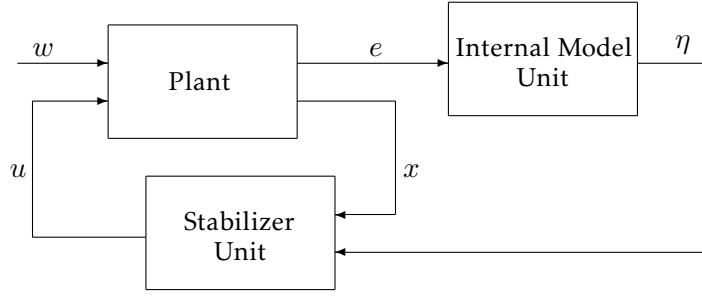 w
e
Internal Model
Unit
η
Plant
u
x
Stabilizer
Unit